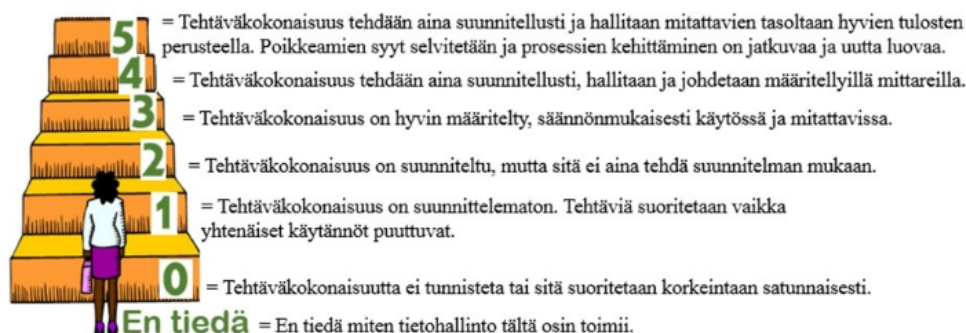 5 = Tehtäväkokonaisuus tehdään aina suunnitellusti ja hallitaan mitattavien tasoltaan hyvien tulosten
perusteella. Poikkeamien syyt selvitetään ja prosessien kehittäminen on jatkuvaa ja uutta luovaa.
4 = Tehtäväkokonaisuus tehdään aina suunnitellusti, hallitaan ja johdetaan määritellyillä mittareilla.
3 = Tehtäväkokonaisuus on hyvin määritelty, säännönmukaisesti käytössä ja mitattavissa.
2 = Tehtäväkokonaisuus on suunniteltu, mutta sitä ei aina tehdä suunnitelman mukaan.
1 = Tehtäväkokonaisuus on suunnittelematon. Tehtäviä suoritetaan vaikka
yhtenäiset käytännöt puuttuvat.
0 = Tehtäväkokonaisuutta ei tunnisteta tai sitä suoritetaan korkeintaan satunnaisesti.
En tiedä = En tiedä miten tietohallinto tältä osin toimii.